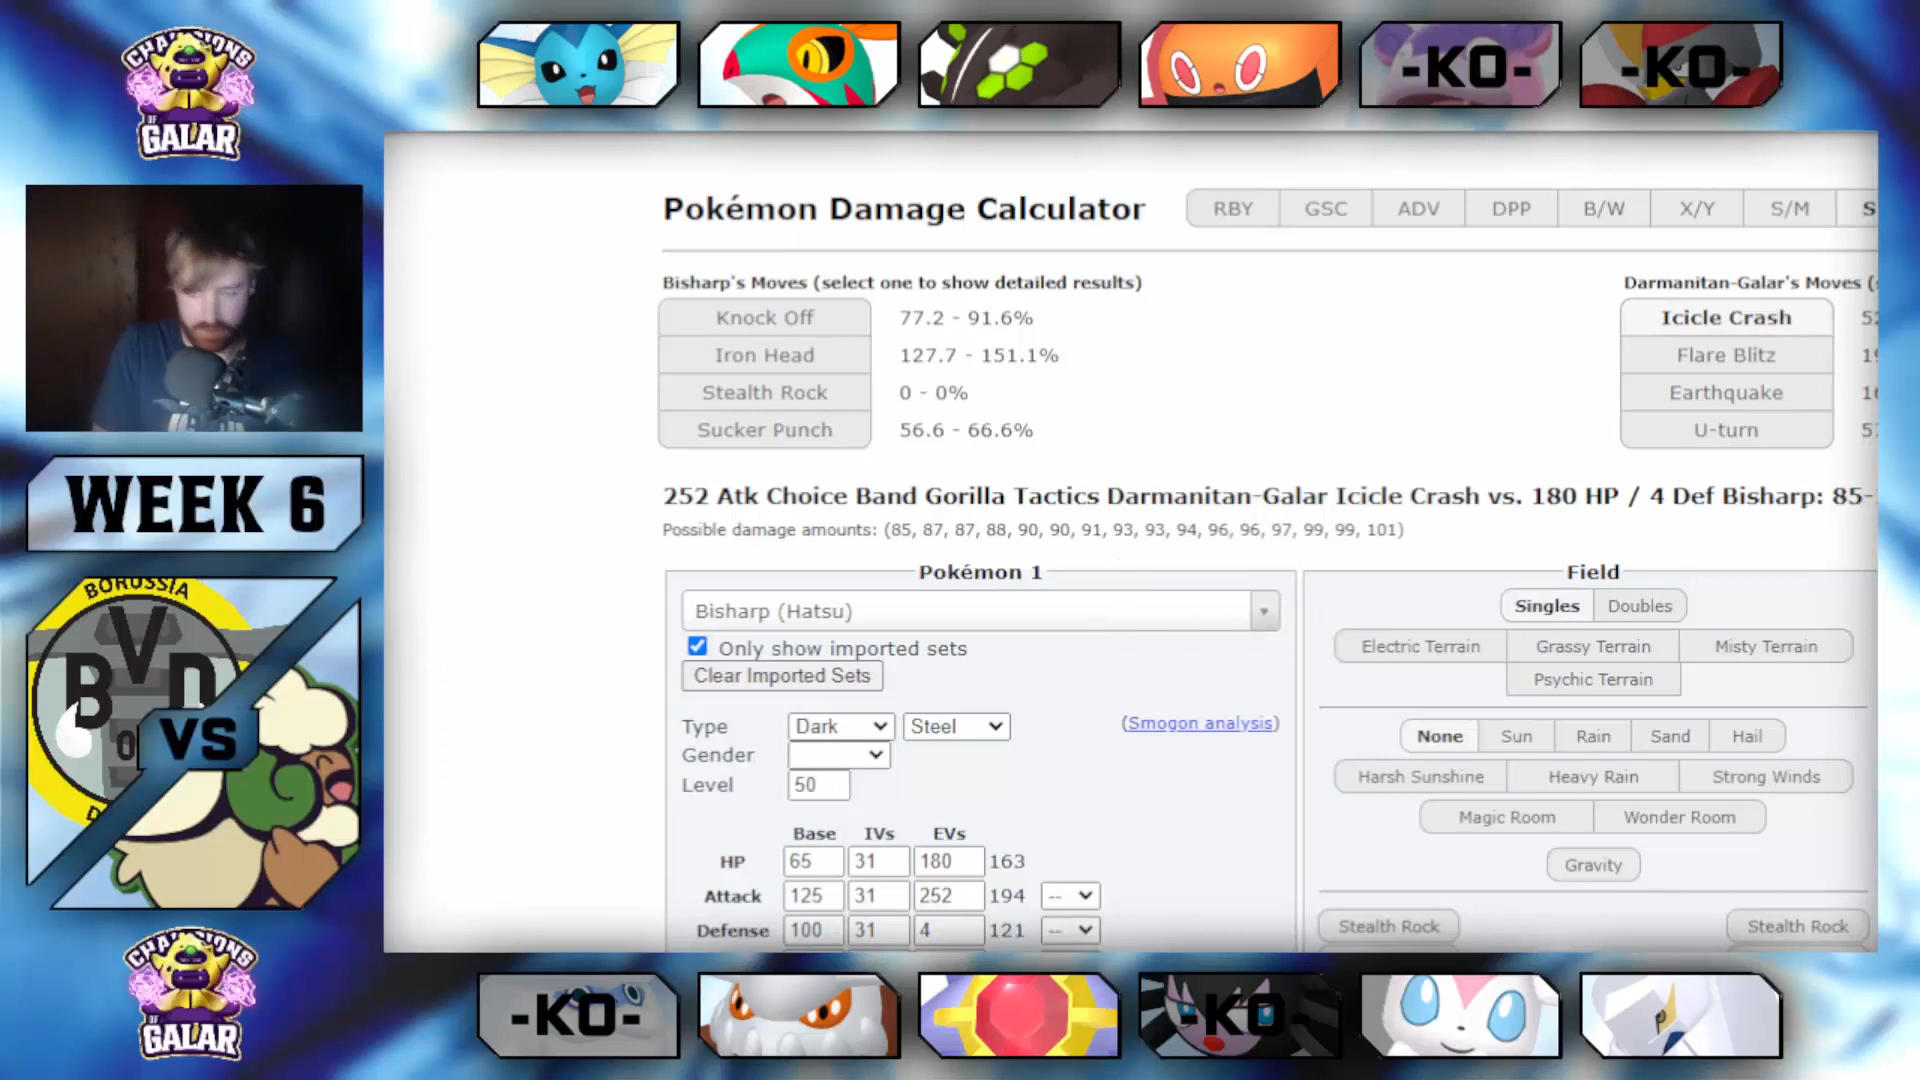 CHAMPIONS
OF
GALAR
-KO-
-KO-
Pokémon Damage Calculator
RBY
GSC
ADV
DPP
B/W
X/Y
S/M
S
Bisharp's Moves (select one to show detailed results)
Knock Off 77.2 - 91.6%
Iron Head 127.7 - 151.1%
Stealth Rock 0 - 0%
Sucker Punch 56.6 - 66.6%
Darmanitan-Galar's Moves (
Icicle Crash
Flare Blitz
Earthquake
U-turn
252 Atk Choice Band Gorilla Tactics Darmanitan-Galar Icicle Crash vs. 180 HP / 4 Def Bisharp: 85-
Possible damage amounts: (85, 87, 87, 88, 90, 90, 91, 93, 93, 94, 96, 96, 97, 99, 99, 101)
WEEK 6
BORUSSIA
BVB
VS
Pokémon 1
Bisharp (Hatsu)
Only show imported sets
Clear Imported Sets
Type Dark Steel (Smogon analysis)
Gender
Level 50
Base IVs EVs
HP 65 31 180 163
Attack 125 31 252 194 --
Defense 100 31 4 121 --
Field
Singles Doubles
Electric Terrain Grassy Terrain Misty Terrain
Psychic Terrain
None Sun Rain Sand Hail
Harsh Sunshine Heavy Rain Strong Winds
Magic Room Wonder Room
Gravity
Stealth Rock Stealth Rock
CHAMPIONS
OF
GALAR
-KO-
-KO-